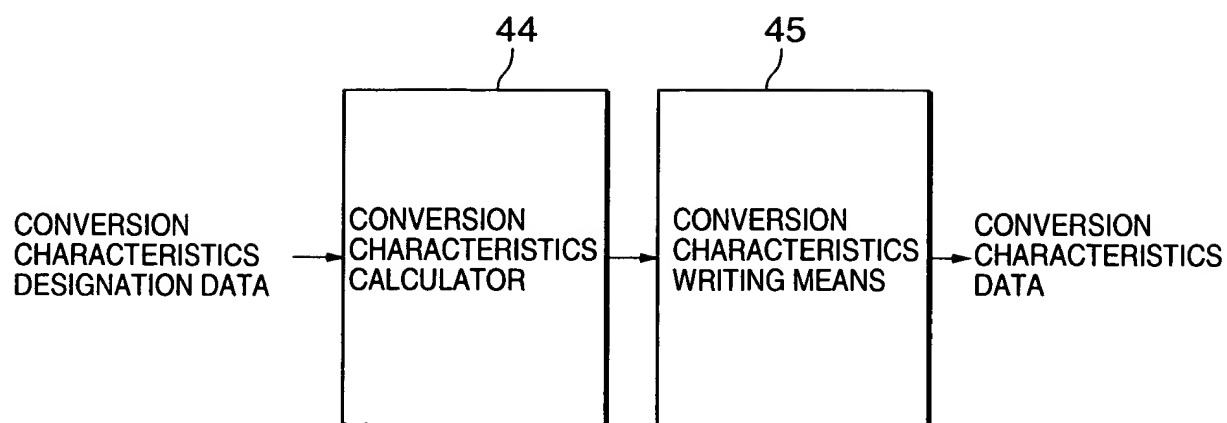 44
45
CONVERSION
CHARACTERISTICS
DESIGNATION DATA
CONVERSION
CHARACTERISTICS
CALCULATOR
CONVERSION
CHARACTERISTICS
WRITING MEANS
CONVERSION
CHARACTERISTICS
DATA